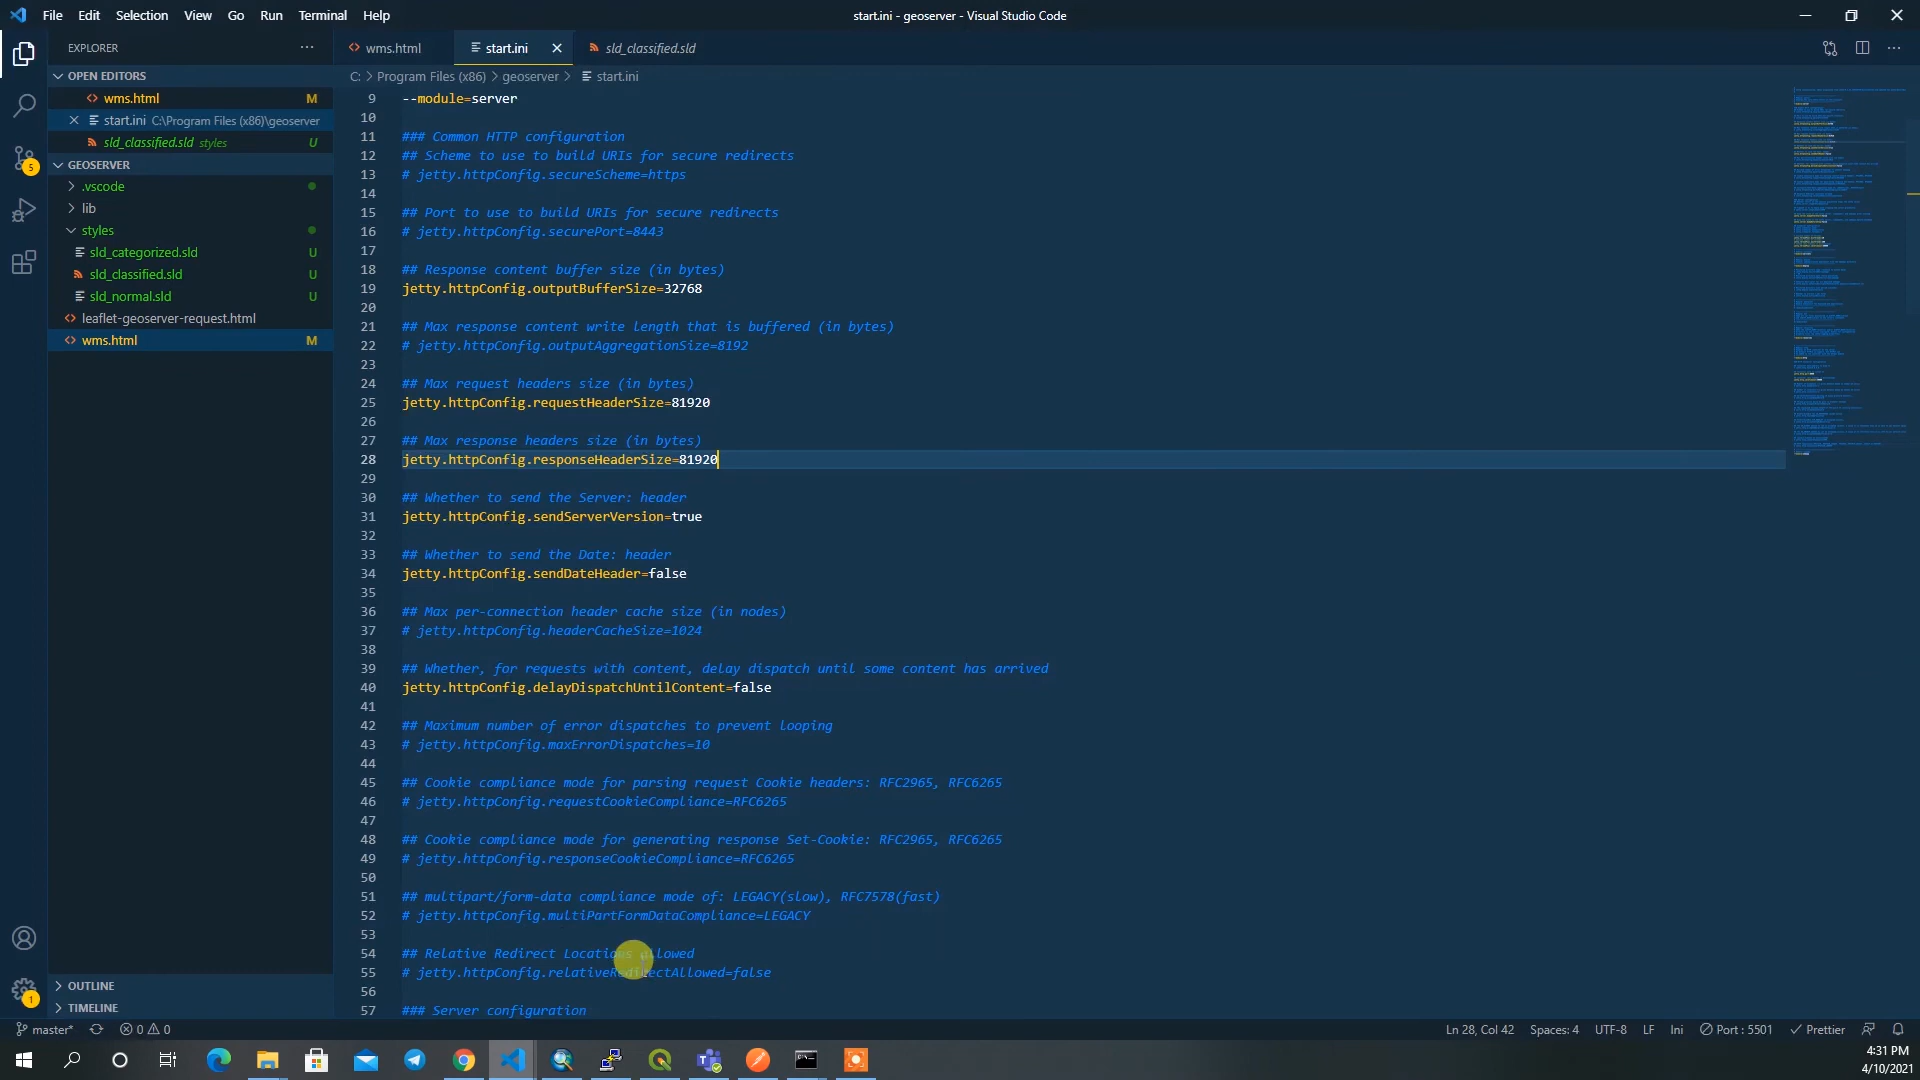 File Edit Selection View Go Run Terminal Help
start.ini - geoserver - Visual Studio Code
EXPLORER
wms.html
start.ini
sld_classified.sld
OPEN EDITORS
wms.html M
start.ini C:\Program Files (x86)\geoserver
sld_classified.sld styles U
GEOSERVER
.vscode
lib
styles
sld_categorized.sld U
sld_classified.sld U
sld_normal.sld U
leaflet-geoserver-request.html
wms.html M
OUTLINE
TIMELINE
5
1
C: > Program Files (x86) > geoserver > start.ini
9 --module=server
10
11 ### Common HTTP configuration
12 ## Scheme to use to build URIs for secure redirects
13 # jetty.httpConfig.secureScheme=https
14
15 ## Port to use to build URIs for secure redirects
16 # jetty.httpConfig.securePort=8443
17
18 ## Response content buffer size (in bytes)
19 jetty.httpConfig.outputBufferSize=32768
20
21 ## Max response content write length that is buffered (in bytes)
22 # jetty.httpConfig.outputAggregationSize=8192
23
24 ## Max request headers size (in bytes)
25 jetty.httpConfig.requestHeaderSize=81920
26
27 ## Max response headers size (in bytes)
28 jetty.httpConfig.responseHeaderSize=81920
29
30 ## Whether to send the Server: header
31 jetty.httpConfig.sendServerVersion=true
32
33 ## Whether to send the Date: header
34 jetty.httpConfig.sendDateHeader=false
35
36 ## Max per-connection header cache size (in nodes)
37 # jetty.httpConfig.headerCacheSize=1024
38
39 ## Whether, for requests with content, delay dispatch until some content has arrived
40 jetty.httpConfig.delayDispatchUntilContent=false
41
42 ## Maximum number of error dispatches to prevent looping
43 # jetty.httpConfig.maxErrorDispatches=10
44
45 ## Cookie compliance mode for parsing request Cookie headers: RFC2965, RFC6265
46 # jetty.httpConfig.requestCookieCompliance=RFC6265
47
48 ## Cookie compliance mode for generating response Set-Cookie: RFC2965, RFC6265
49 # jetty.httpConfig.responseCookieCompliance=RFC6265
50
51 ## multipart/form-data compliance mode of: LEGACY(slow), RFC7578(fast)
52 # jetty.httpConfig.multiPartFormDataCompliance=LEGACY
53
54 ## Relative Redirect Locations allowed
55 # jetty.httpConfig.relativeRedirectAllowed=false
56
57 ### Server configuration
master* 0 0
Ln 28, Col 42 Spaces: 4 UTF-8 LF Ini Port : 5501 Prettier
4:31 PM
4/10/2021